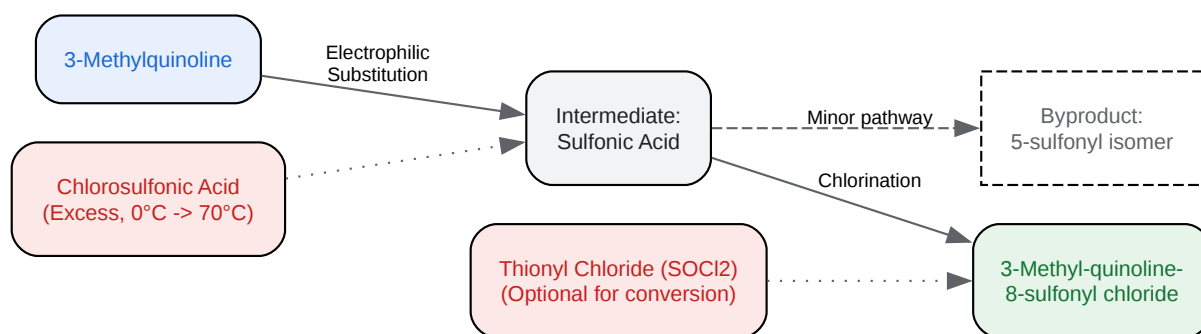 3-Methylquinoline
Electrophilic
Substitution
Chlorosulfonic Acid
(Excess, 0°C -> 70°C)
Intermediate:
Sulfonic Acid
Minor pathway
Byproduct:
5-sulfonyl isomer
Chlorination
Thionyl Chloride (SOCl2)
(Optional for conversion)
3-Methyl-quinoline-
8-sulfonyl chloride